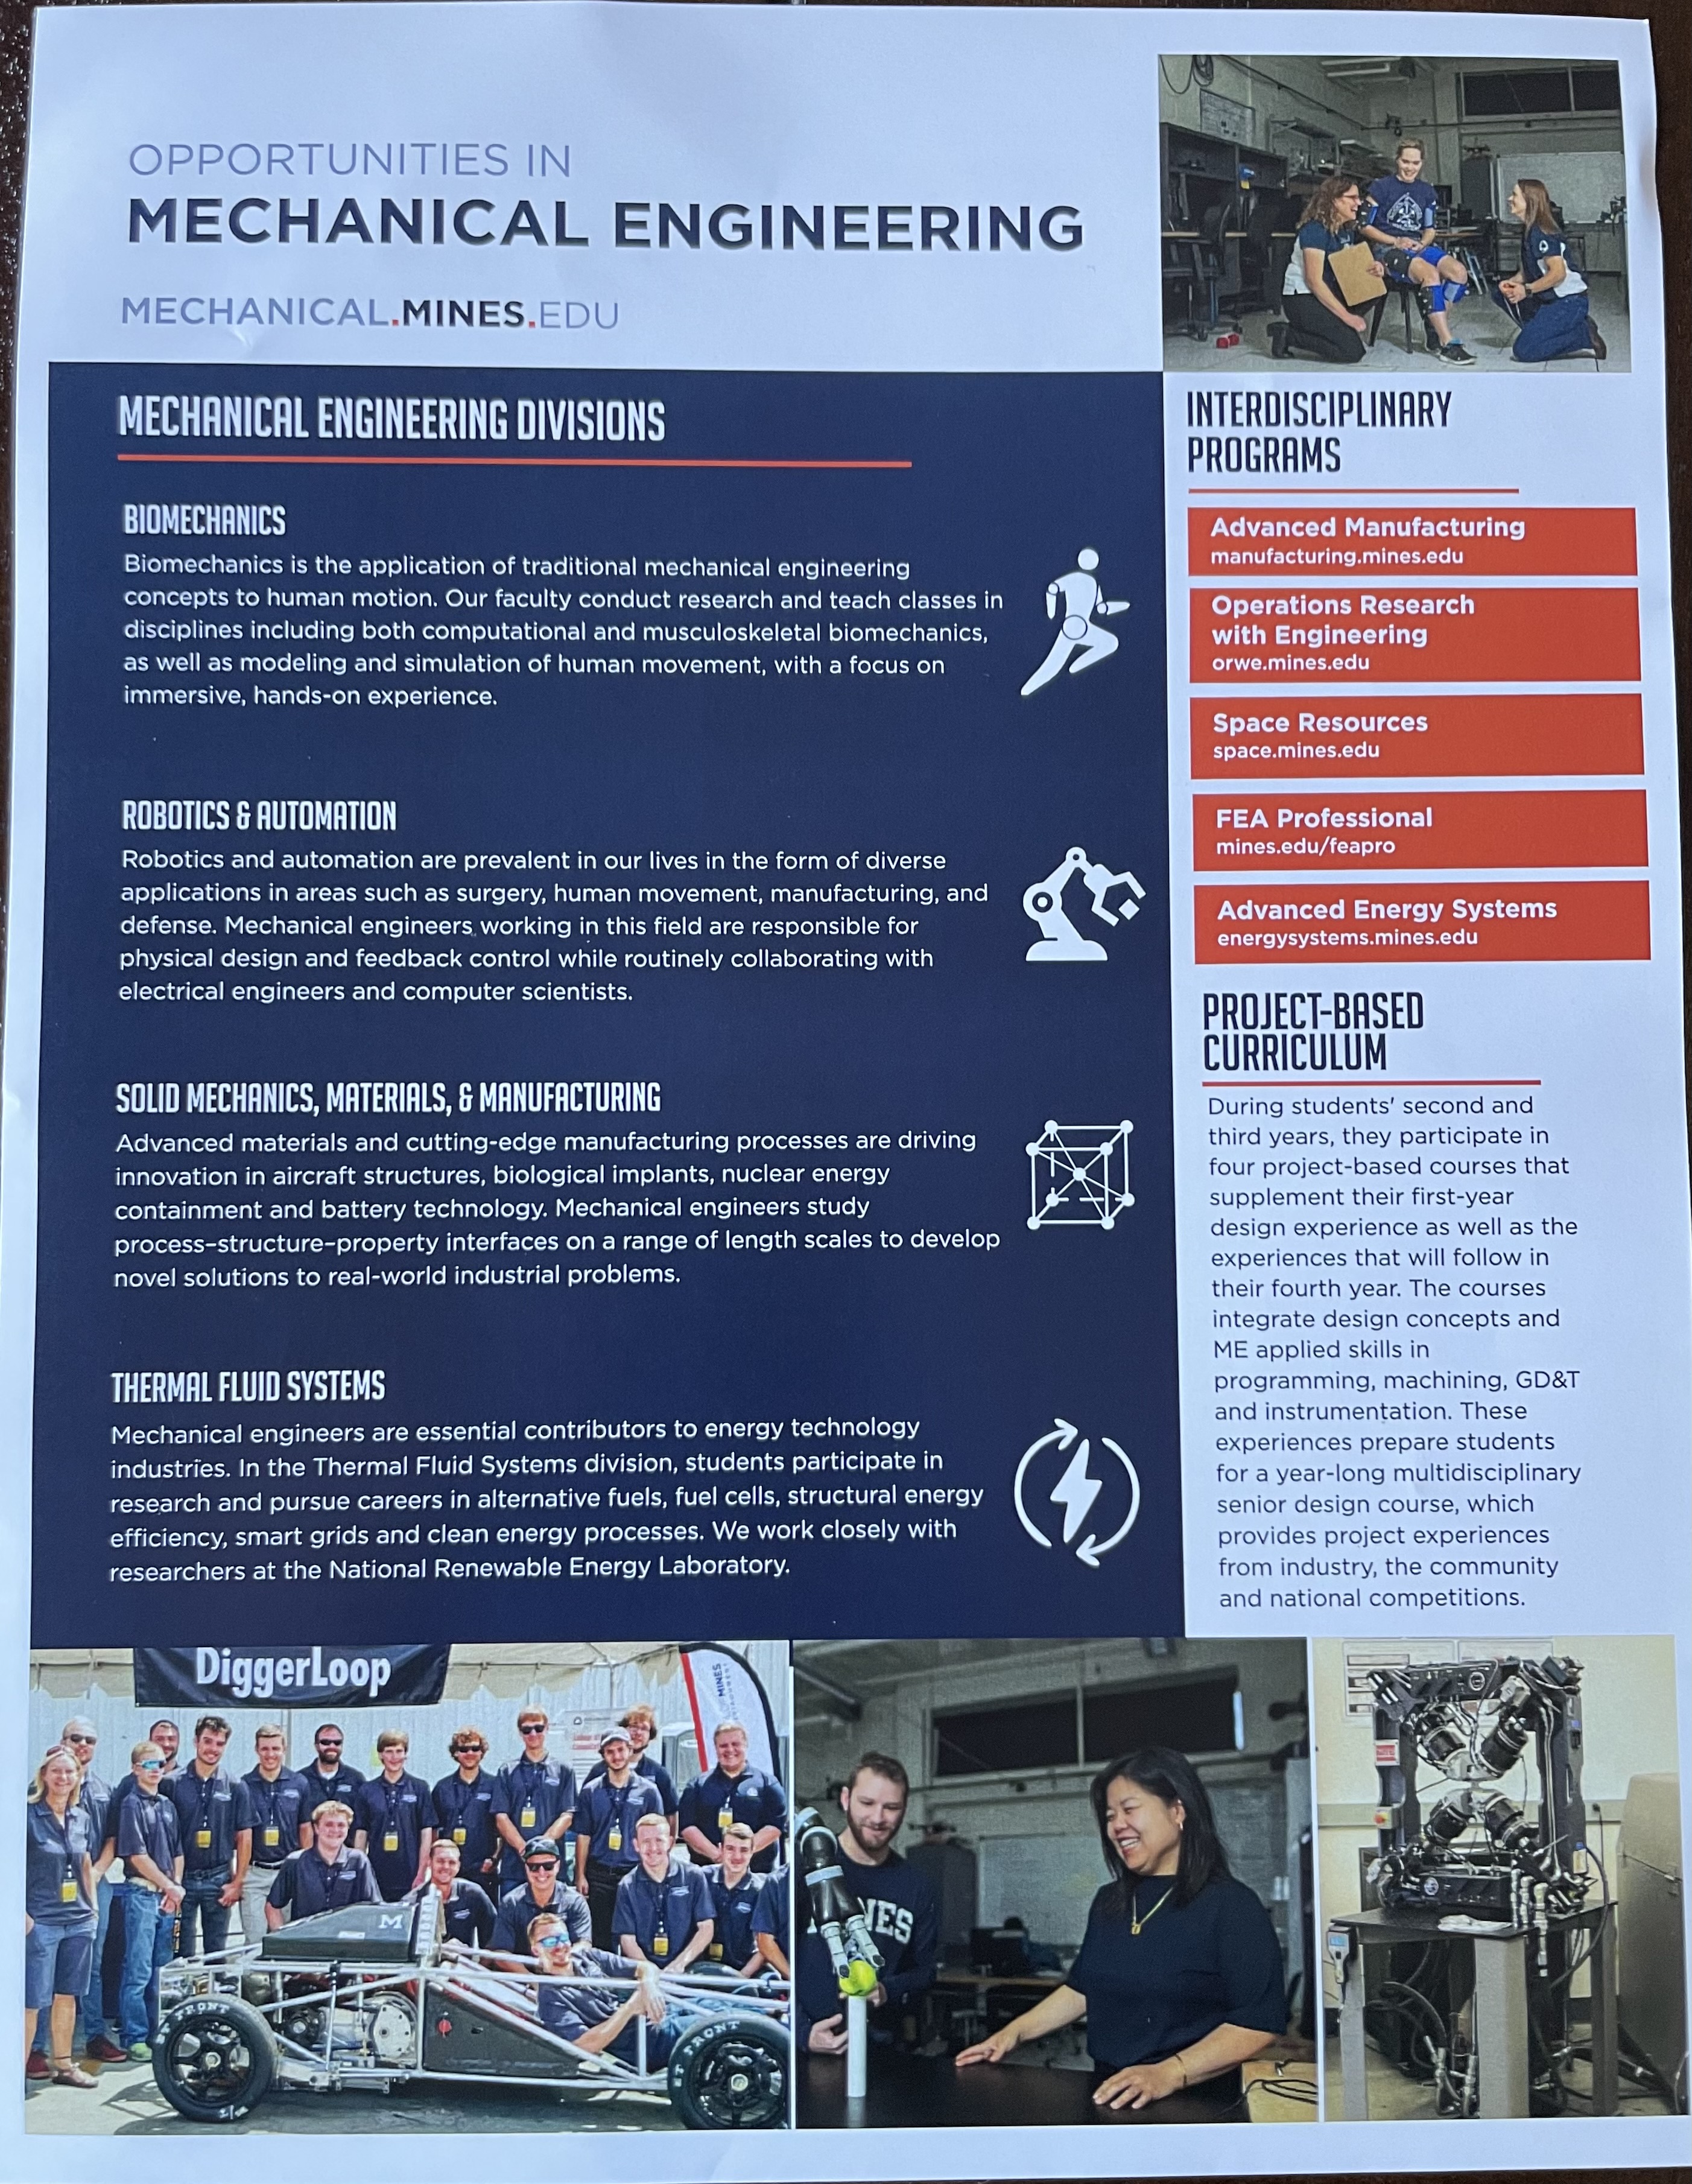 OPPORTUNITIES IN
MECHANICAL ENGINEERING
MECHANICAL.MINES.EDU
MECHANICAL ENGINEERING DIVISIONS
BIOMECHANICS
Biomechanics is the application of traditional mechanical engineering
concepts to human motion. Our faculty conduct research and teach classes in
disciplines including both computational and musculoskeletal biomechanics,
as well as modeling and simulation of human movement, with a focus on
immersive, hands-on experience.
ROBOTICS & AUTOMATION
Robotics and automation are prevalent in our lives in the form of diverse
applications in areas such as surgery, human movement, manufacturing, and
defense. Mechanical engineers working in this field are responsible for
physical design and feedback control while routinely collaborating with
electrical engineers and computer scientists.
SOLID MECHANICS, MATERIALS, & MANUFACTURING
Advanced materials and cutting-edge manufacturing processes are driving
innovation in aircraft structures, biological implants, nuclear energy
containment and battery technology. Mechanical engineers study
process–structure–property interfaces on a range of length scales to develop
novel solutions to real-world industrial problems.
THERMAL FLUID SYSTEMS
Mechanical engineers are essential contributors to energy technology
industries. In the Thermal Fluid Systems division, students participate in
research and pursue careers in alternative fuels, fuel cells, structural energy
efficiency, smart grids and clean energy processes. We work closely with
researchers at the National Renewable Energy Laboratory.
INTERDISCIPLINARY
PROGRAMS
Advanced Manufacturing
manufacturing.mines.edu
Operations Research
with Engineering
orwe.mines.edu
Space Resources
space.mines.edu
FEA Professional
mines.edu/feapro
Advanced Energy Systems
energysystems.mines.edu
PROJECT-BASED
CURRICULUM
During students' second and
third years, they participate in
four project-based courses that
supplement their first-year
design experience as well as the
experiences that will follow in
their fourth year. The courses
integrate design concepts and
ME applied skills in
programming, machining, GD&T
and instrumentation. These
experiences prepare students
for a year-long multidisciplinary
senior design course, which
provides project experiences
from industry, the community
and national competitions.
DiggerLoop
MINES
M
FRONT
FRONT
NES